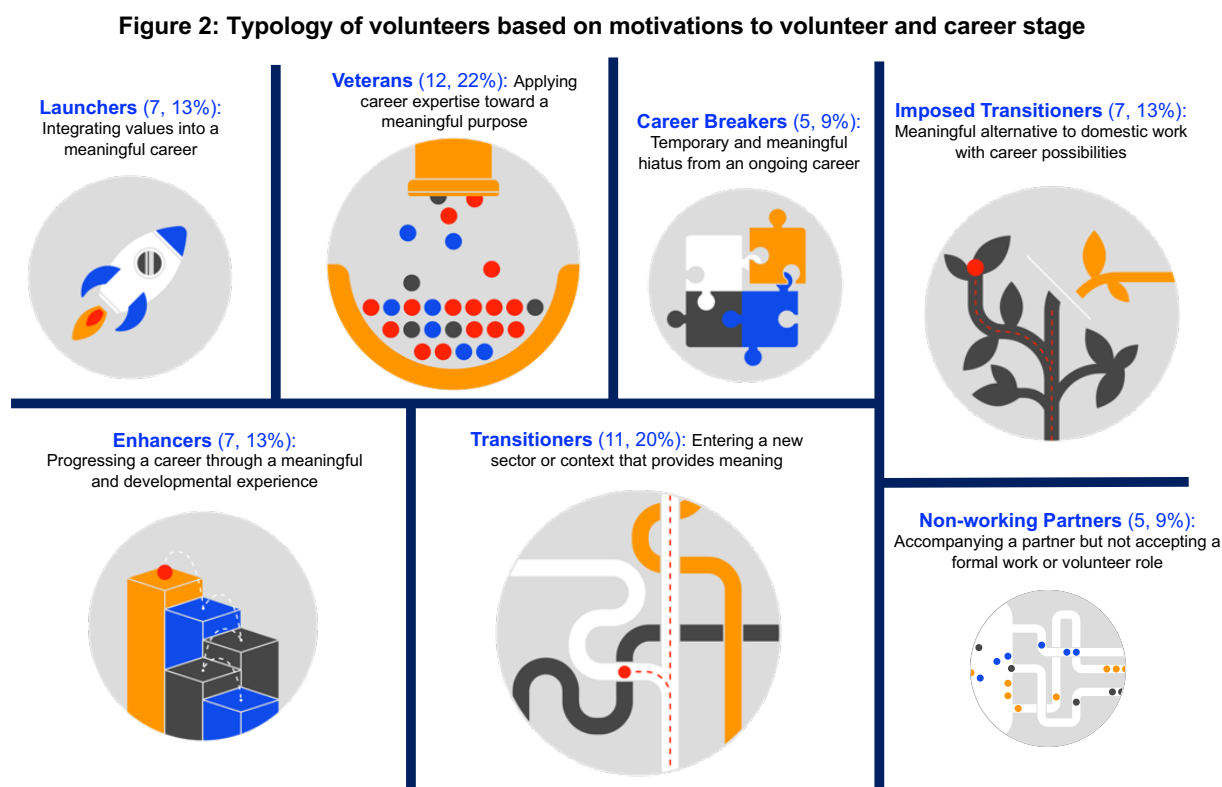 Figure 2: Typology of volunteers based on motivations to volunteer and career stage
Launchers (7, 13%):
Integrating values into a
meaningful career
Veterans (12, 22%): Applying
career expertise toward a
meaningful purpose
Career Breakers (5, 9%):
Temporary and meaningful
hiatus from an ongoing career
Imposed Transitioners (7, 13%):
Meaningful alternative to domestic work
with career possibilities
Enhancers (7, 13%):
Progressing a career through a meaningful
and developmental experience
Transitioners (11, 20%): Entering a new
sector or context that provides meaning
Non-working Partners (5, 9%):
Accompanying a partner but not accepting a
formal work or volunteer role